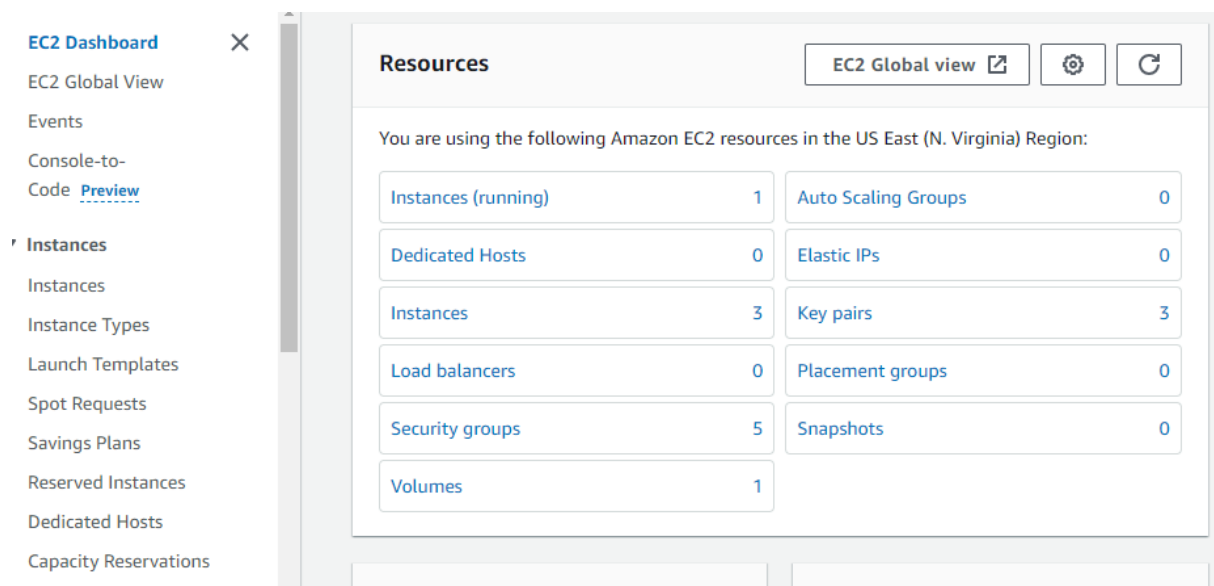 EC2 Dashboard
EC2 Global View
Events
Console-to-
Code Preview
Instances
Instances
Instance Types
Launch Templates
Spot Requests
Savings Plans
Reserved Instances
Dedicated Hosts
Capacity Reservations
Resources
EC2 Global view
You are using the following Amazon EC2 resources in the US East (N. Virginia) Region:
Instances (running) 1
Auto Scaling Groups 0
Dedicated Hosts 0
Elastic IPs 0
Instances 3
Key pairs 3
Load balancers 0
Placement groups 0
Security groups 5
Snapshots 0
Volumes 1